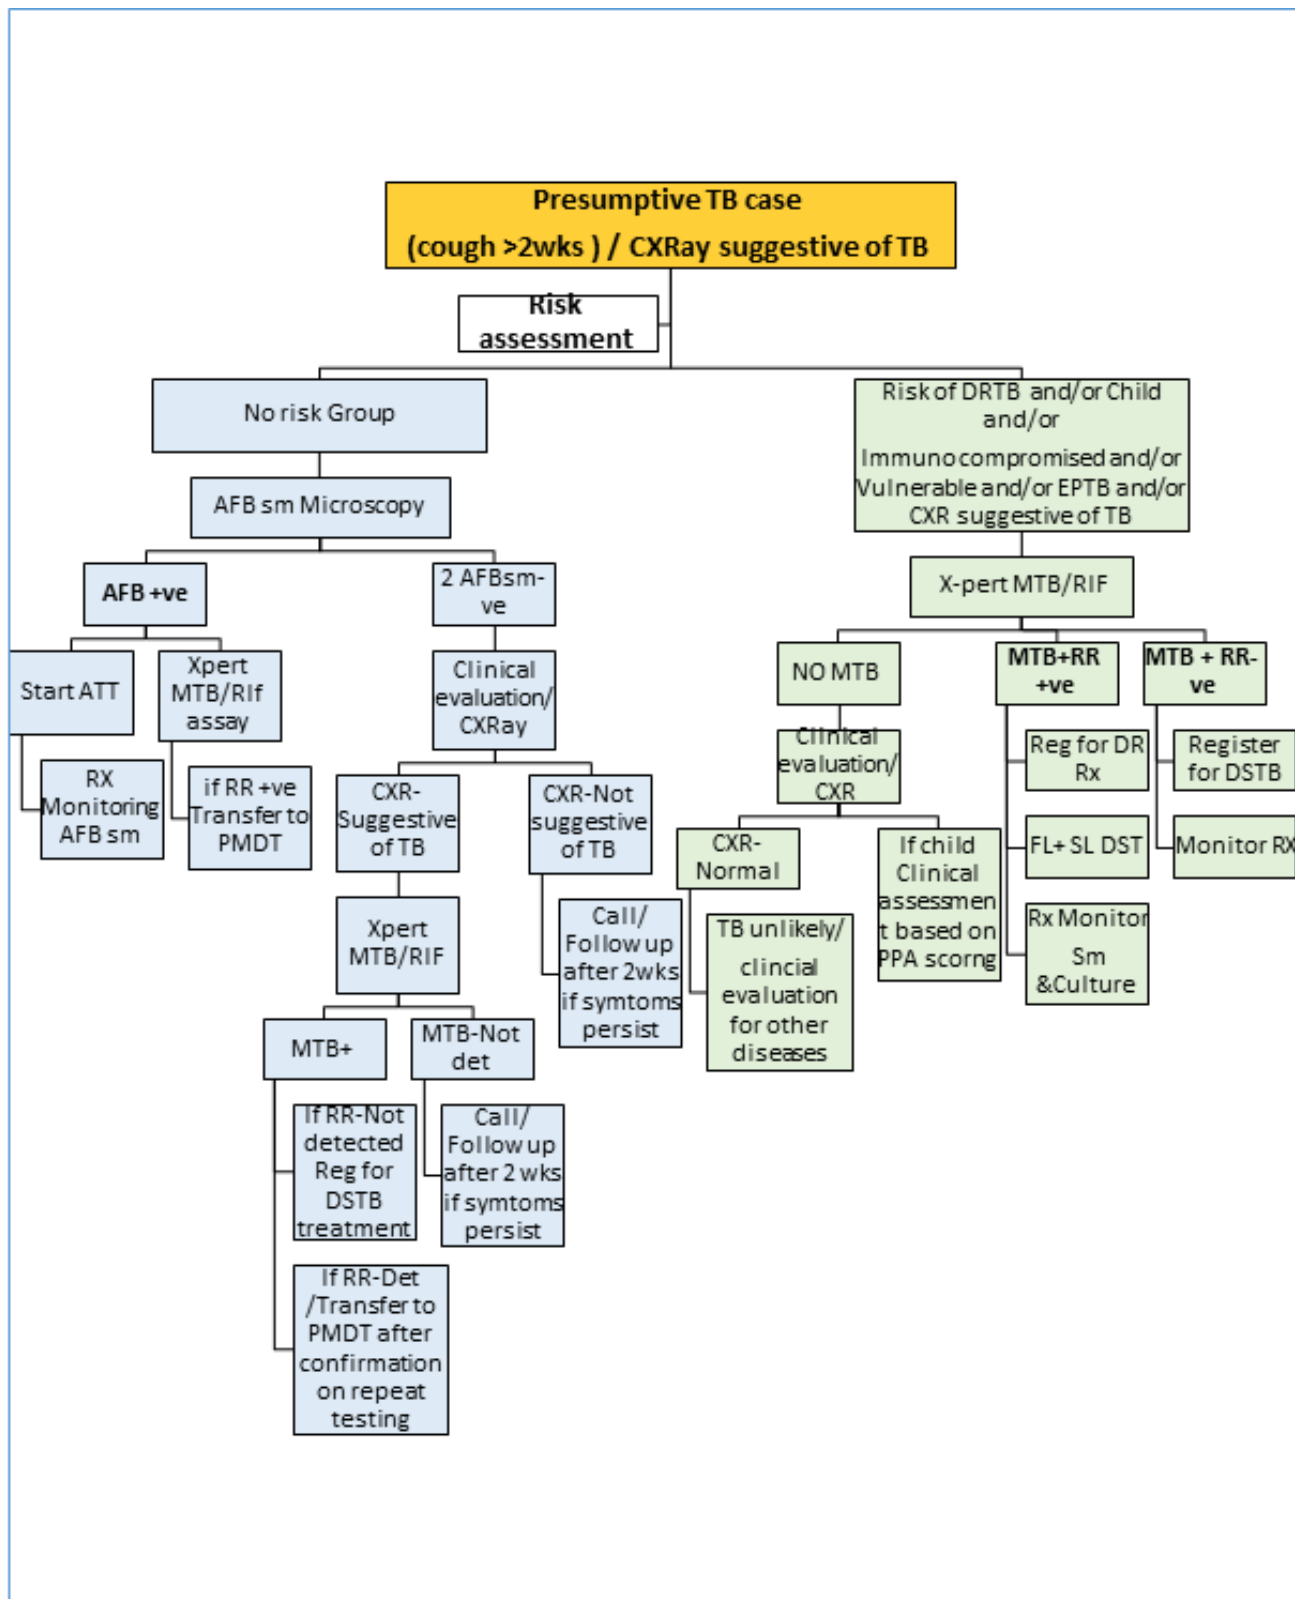 Presumptive TB case
(cough >2wks ) / CXRay suggestive of TB
Risk
assessment
No risk Group
AFB sm Microscopy
AFB +ve
Start ATT
RX
Monitoring
AFB sm
Xpert
MTB/RIf
assay
if RR +ve
Transfer to
PMDT
2 AFBsm-
ve
Clinical
evaluation/
CXRay
CXR-
Suggestive
of TB
Xpert
MTB/RIF
MTB+
If RR-Not
detected
Reg for
DSTB
treatment
If RR-Det
/Transfer to
PMDT after
confirmation
on repeat
testing
MTB-Not
det
Call/
Follow up
after 2 wks
if symtoms
persist
CXR-Not
suggestive
of TB
Call/
Follow up
after 2wks
if symtoms
persist
Risk of DRTB and/or Child
and/or
Immunocompromised and/or
Vulnerable and/or EPTB and/or
CXR suggestive of TB
X-pert MTB/RIF
NO MTB
Clinical
evaluation/
CXR
CXR-
Normal
TB unlikely/
clincial
evaluation
for other
diseases
If child
Clinical
assessmen
t based on
PPA scorng
MTB+RR
+ve
Reg for DR
Rx
FL+ SL DST
Rx Monitor
Sm
&Culture
MTB + RR-
ve
Register
for DSTB
Monitor RX